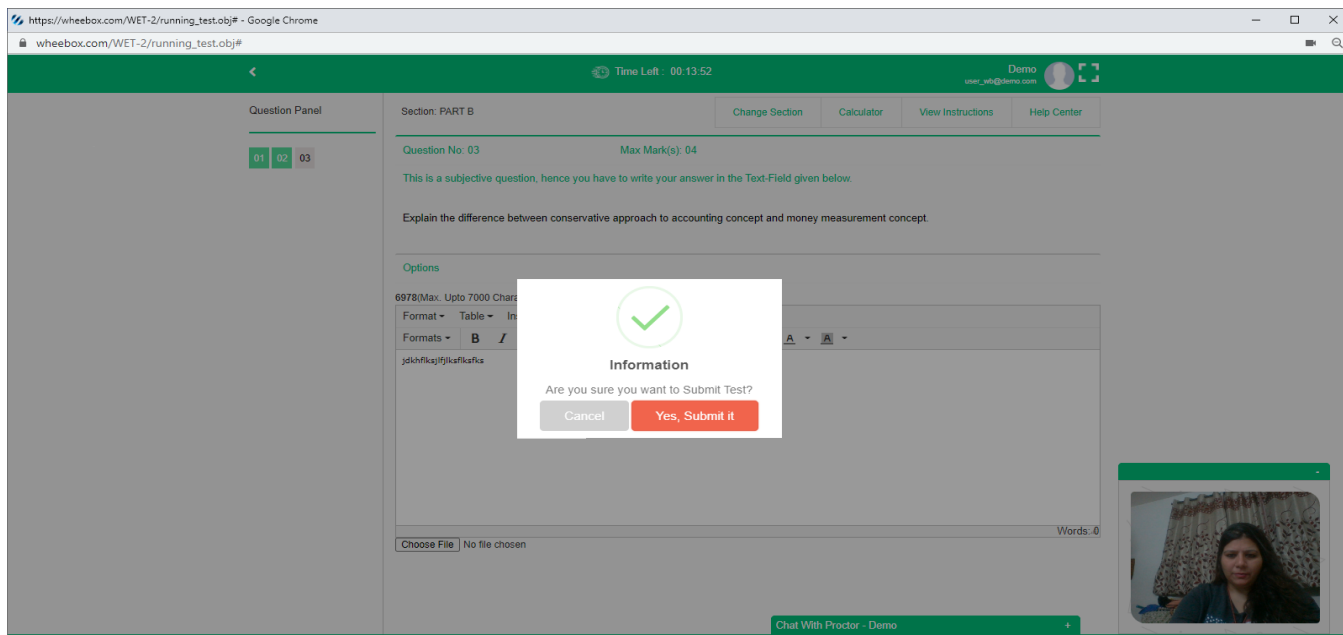 https://wheebox.com/WET-2/running_test.obj# - Google Chrome
wheebox.com/WET-2/running_test.obj#
Time Left : 00:13:52
Demo
user_wb@demo.com
Question Panel
01 02 03
Section: PART B
Change Section Calculator View Instructions Help Center
Question No: 03 Max Mark(s): 04
This is a subjective question, hence you have to write your answer in the Text-Field given below.
Explain the difference between conservative approach to accounting concept and money measurement concept.
Options
6978(Max. Upto 7000 Chara
Format Table Ins
Formats B I A A
Information
Are you sure you want to Submit Test?
Cancel Yes, Submit it
Words: 0
Choose File No file chosen
Chat With Proctor - Demo +